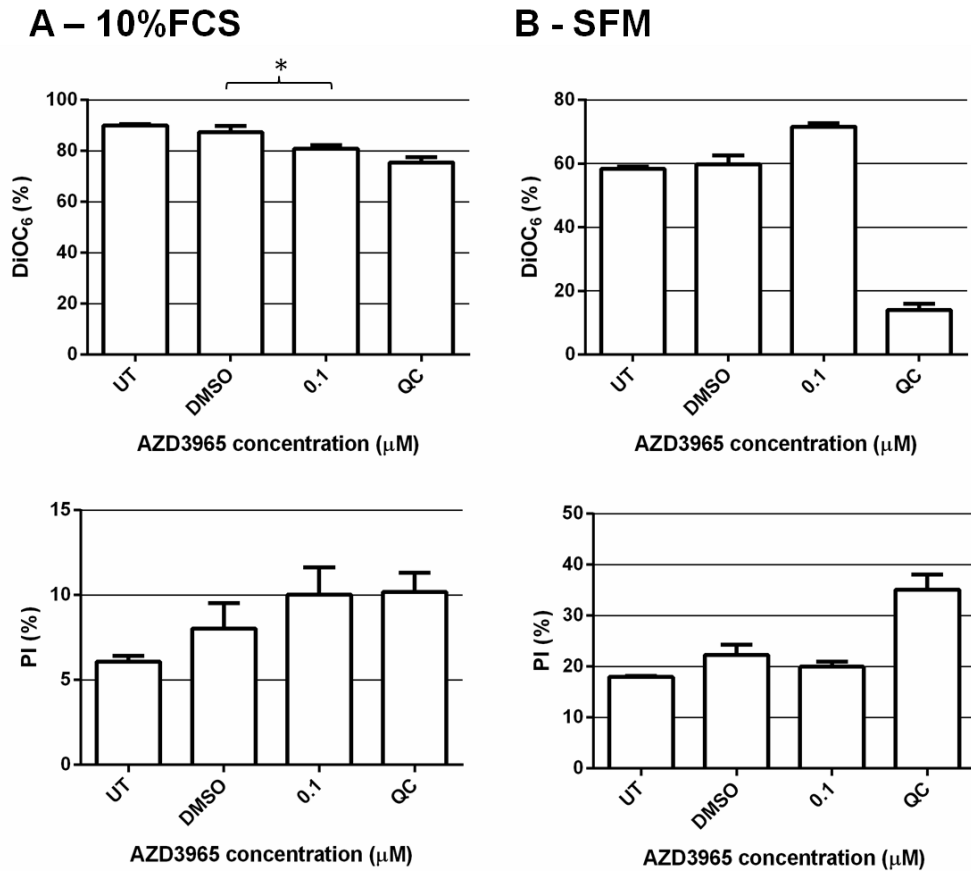 A – 10%FCS
B - SFM
*
DiOC₆ (%)
100
80
60
40
20
0
UT
DMSO
0.1
QC
AZD3965 concentration (μM)
DiOC₆ (%)
80
60
40
20
0
UT
DMSO
0.1
QC
AZD3965 concentration (μM)
PI (%)
15
10
5
0
UT
DMSO
0.1
QC
AZD3965 concentration (μM)
PI (%)
50
40
30
20
10
0
UT
DMSO
0.1
QC
AZD3965 concentration (μM)